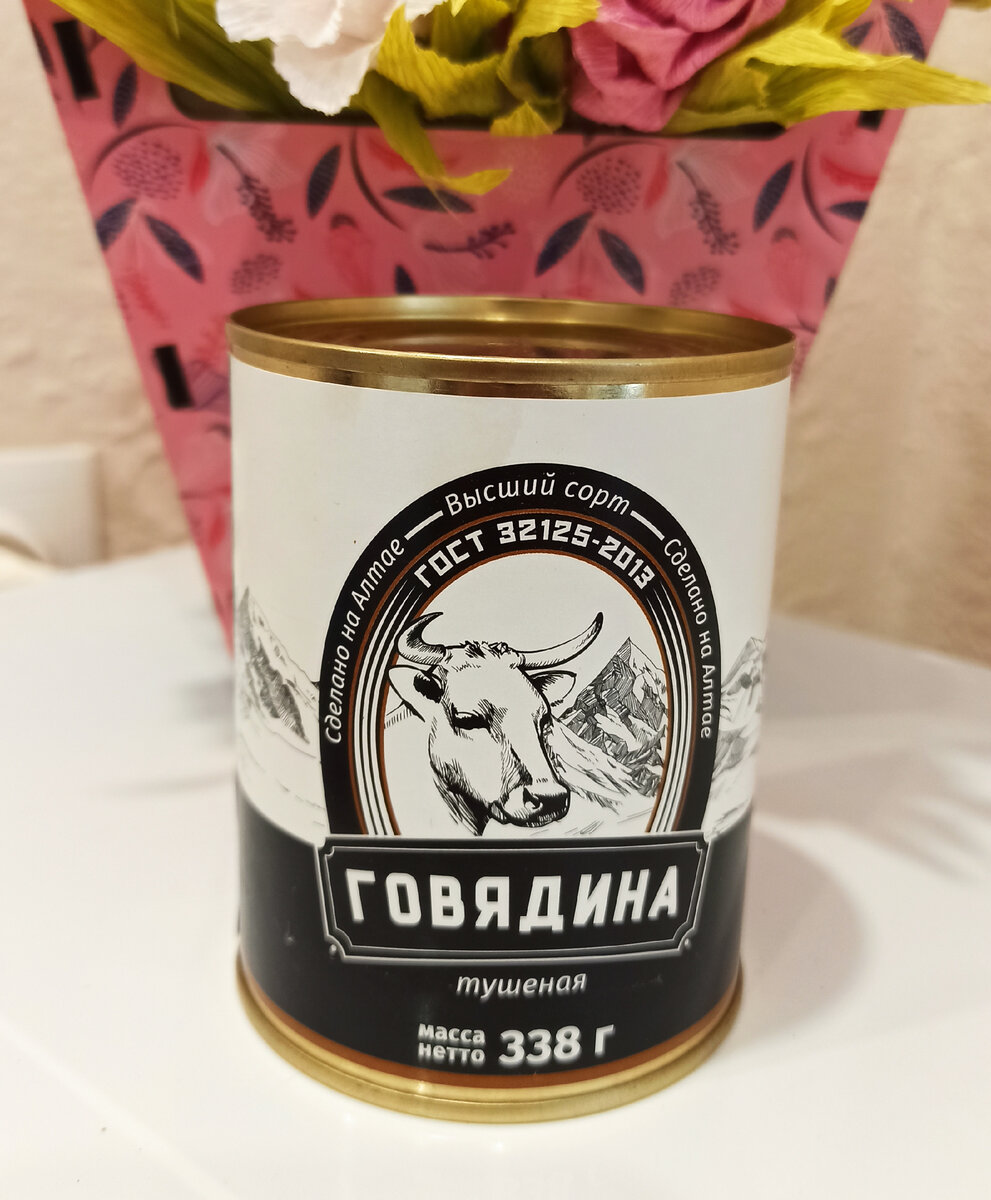 Сделано на Алтае — Высший сорт — Сделано на Алтае
ГОСТ 32125-2013
ГОВЯДИНА
тушеная
масса
нетто 338 г